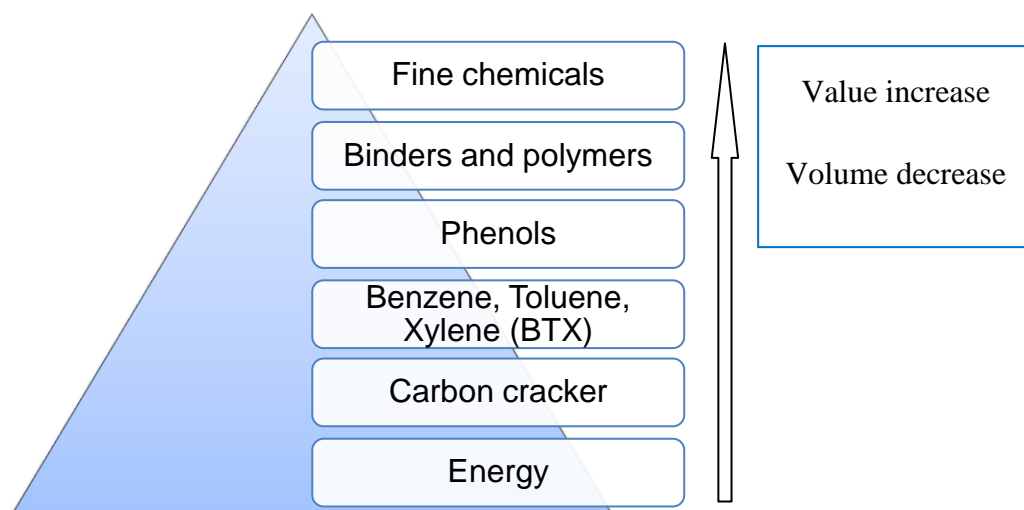 Fine chemicals
Binders and polymers
Phenols
Benzene, Toluene,
Xylene (BTX)
Carbon cracker
Energy
Value increase
Volume decrease